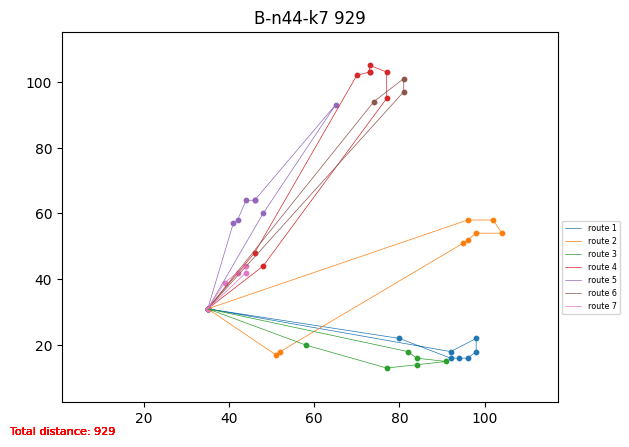 B-n44-k7 929
100
80
60
40
20
20
40
60
80
100
route 1
route 2
route 3
route 4
route 5
route 6
route 7
Total distance: 929